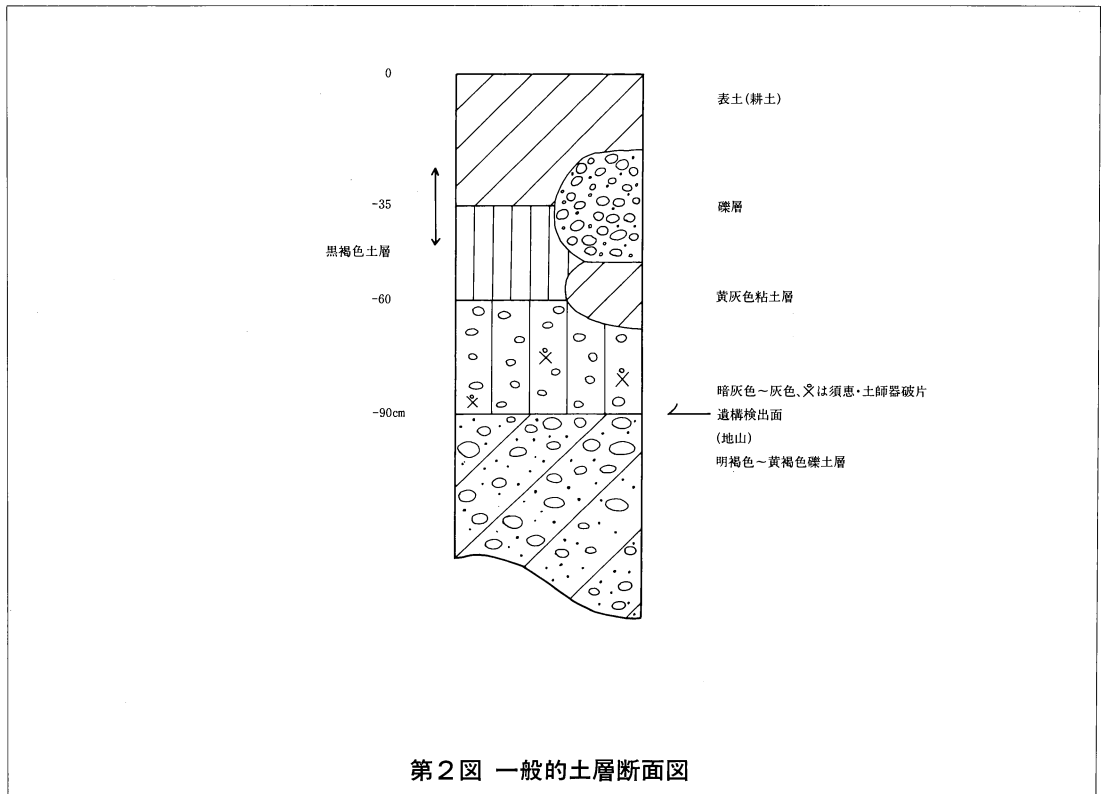 0
表土(耕土)
-35
礫層
黒褐色土層
-60
黄灰色粘土層
暗灰色~灰色、は須恵・土師器破片
-90cm
遺構検出面
(地山)
明褐色~黄褐色礫土層
第2図 一般的土層断面図